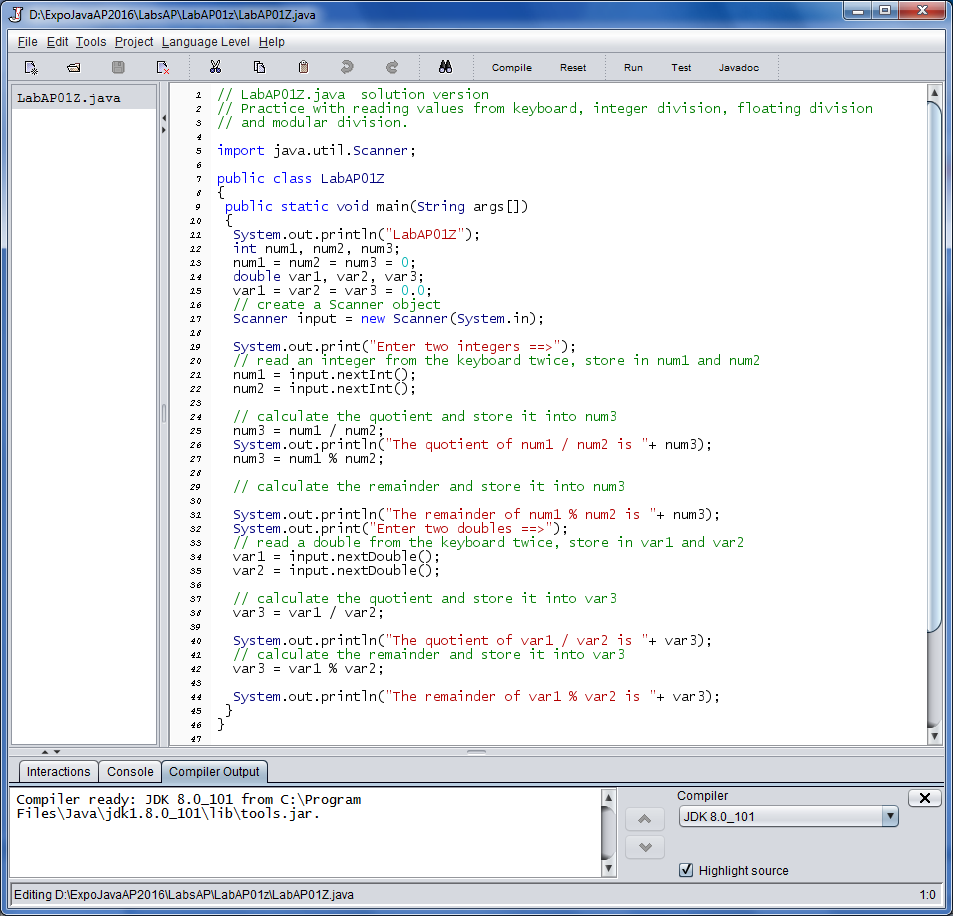 D:\ExpoJavaAP2016\LabsAP\LabAP01z\LabAP01Z.java
File Edit Tools Project Language Level Help
Compile Reset Run Test Javadoc
LabAP01Z.java
1 // LabAP01Z.java  solution version
2 // Practice with reading values from keyboard, integer division, floating division
3 // and modular division.
4
5 import java.util.Scanner;
6
7 public class LabAP01Z
8 {
9  public static void main(String args[])
10  {
11   System.out.println("LabAP01Z");
12   int num1, num2, num3;
13   num1 = num2 = num3 = 0;
14   double var1, var2, var3;
15   var1 = var2 = var3 = 0.0;
16   // create a Scanner object
17   Scanner input = new Scanner(System.in);
18
19   System.out.print("Enter two integers ==>");
20   // read an integer from the keyboard twice, store in num1 and num2
21   num1 = input.nextInt();
22   num2 = input.nextInt();
23
24   // calculate the quotient and store it into num3
25   num3 = num1 / num2;
26   System.out.println("The quotient of num1 / num2 is "+ num3);
27   num3 = num1 % num2;
28
29   // calculate the remainder and store it into num3
30
31   System.out.println("The remainder of num1 % num2 is "+ num3);
32   System.out.print("Enter two doubles ==>");
33   // read a double from the keyboard twice, store in var1 and var2
34   var1 = input.nextDouble();
35   var2 = input.nextDouble();
36
37   // calculate the quotient and store it into var3
38   var3 = var1 / var2;
39
40   System.out.println("The quotient of var1 / var2 is "+ var3);
41   // calculate the remainder and store it into var3
42   var3 = var1 % var2;
43
44   System.out.println("The remainder of var1 % var2 is "+ var3);
45  }
46 }
47
Interactions Console Compiler Output
Compiler ready: JDK 8.0_101 from C:\Program
Files\Java\jdk1.8.0_101\lib\tools.jar.
Compiler
JDK 8.0_101
Highlight source
Editing D:\ExpoJavaAP2016\LabsAP\LabAP01z\LabAP01Z.java 1:0